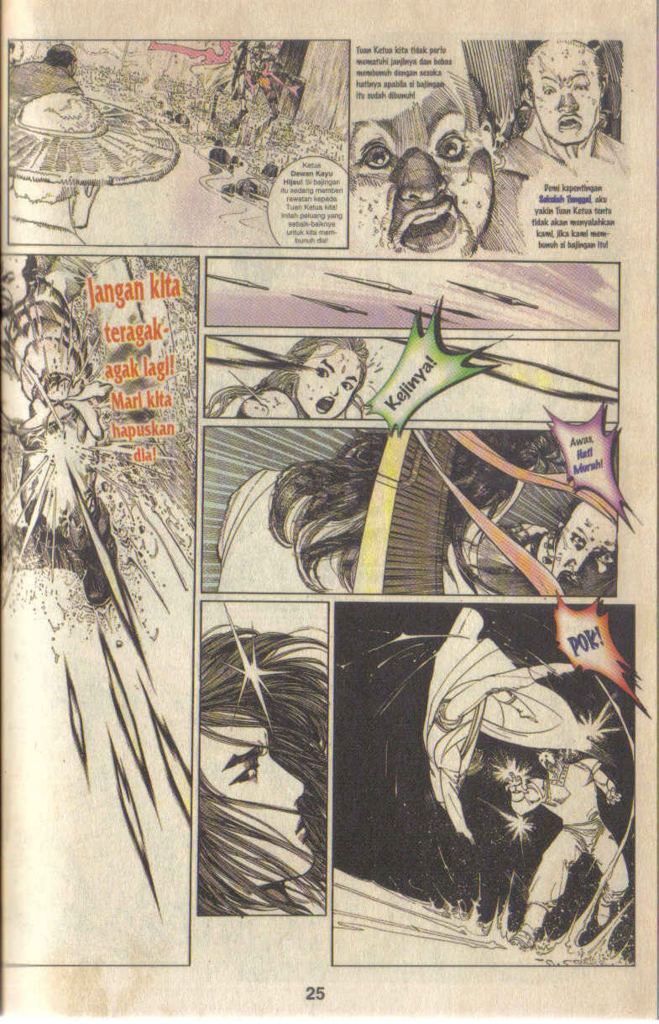 Ketua
Dewan Kayu
Hijau! Si bajingan
itu sedang memberi
rawatan kepada
Tuan Ketua kita!
Inilah peluang yang
sebaik-baiknya
untuk kita mem-
bunuh dia!
Tuan Ketua kita tidak perlu
mematuhi janjinya dan bebas
membunuh dengan sesuka
hatinya apabila si bajingan
itu sudah dibunuh!
Demi kepentingan
Sekolah Tunggal, aku
yakin Tuan Ketua tentu
tidak akan menyalahkan
kami, jika kami mem-
bunuh si bajingan itu!
Jangan kita
teragak-
agak lagi!
Mari kita
hapuskan
dia!
Kejinya!
Awas,
Hati
Murah!
POK!
25